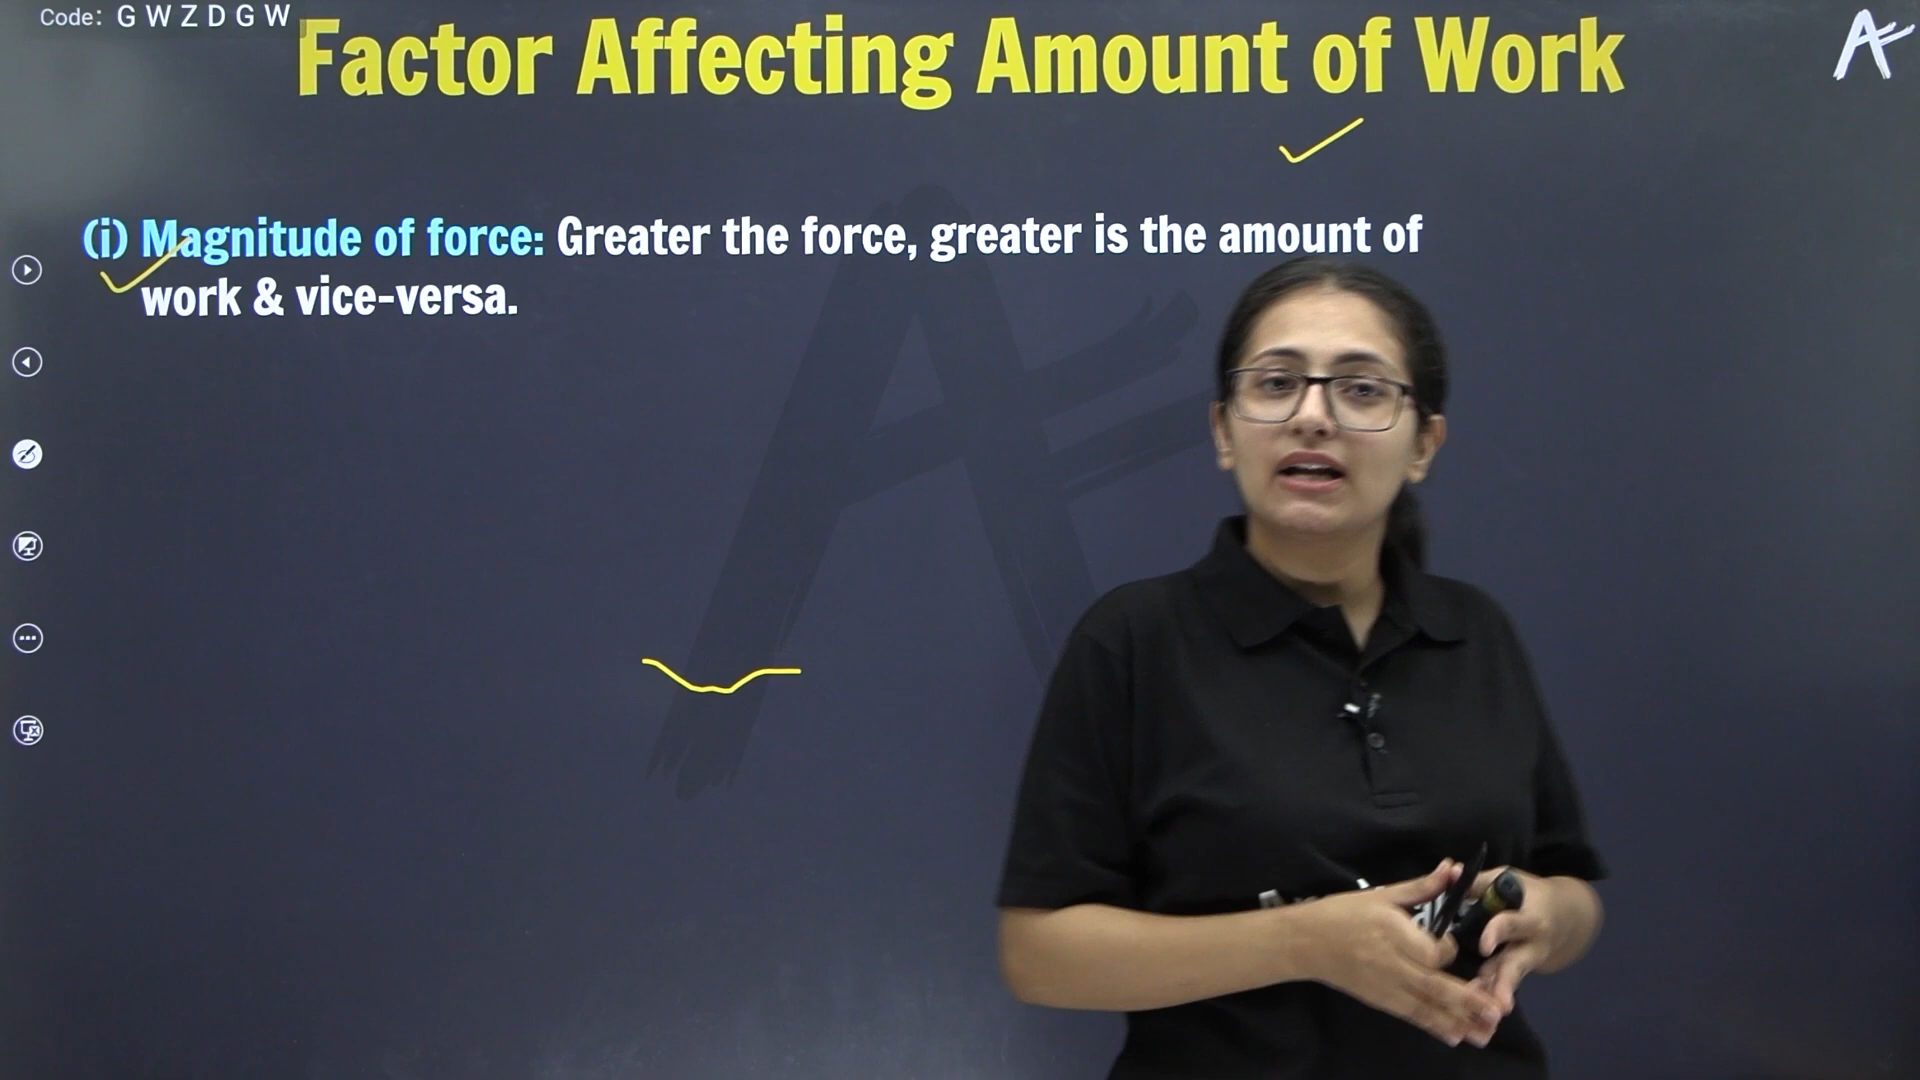 Code: GWZDGW
Factor Affecting Amount of Work
(i) Magnitude of force: Greater the force, greater is the amount of
work & vice-versa.